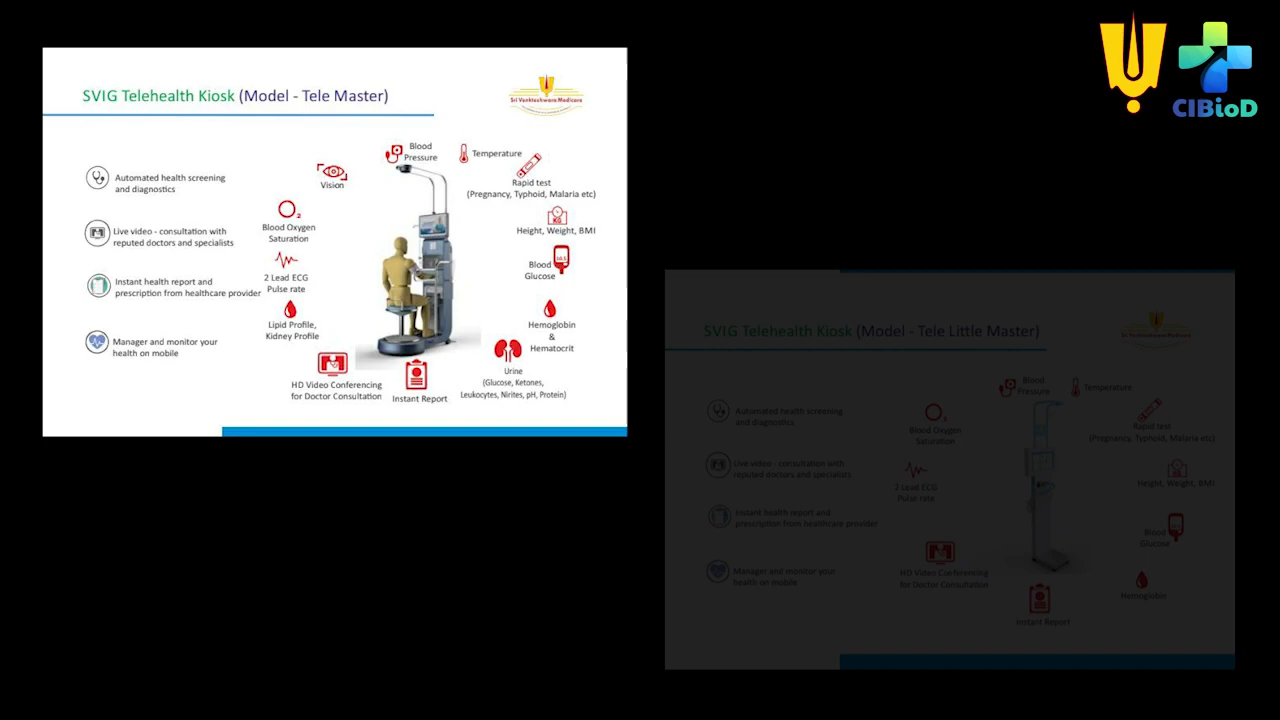 CIBioD
SVIG Telehealth Kiosk (Model - Tele Master)
Sri Venkteshwara Medicare
Automated health screening
and diagnostics
Live video - consultation with
reputed doctors and specialists
Instant health report and
prescription from healthcare provider
Manager and monitor your
health on mobile
Vision
Blood Oxygen
Saturation
2 Lead ECG
Pulse rate
Lipid Profile,
Kidney Profile
HD Video Conferencing
for Doctor Consultation
Blood
Pressure
Temperature
Rapid test
(Pregnancy, Typhoid, Malaria etc)
KG
Height, Weight, BMI
Blood
Glucose
Hemoglobin
&
Hematocrit
Urine
(Glucose, Ketones,
Leukocytes, Nirites, pH, Protein)
Instant Report
SVIG Telehealth Kiosk (Model - Tele Little Master)
Automated health screening
and diagnostics
Live video - consultation with
reputed doctors and specialists
Instant health report and
prescription from healthcare provider
Manager and monitor your
health on mobile
Blood Oxygen
Saturation
2 Lead ECG
Pulse rate
HD Video Conferencing
for Doctor Consultation
Blood
Pressure
Temperature
Rapid test
(Pregnancy, Typhoid, Malaria etc)
Height, Weight, BMI
Blood
Glucose
Hemoglobin
Instant Report